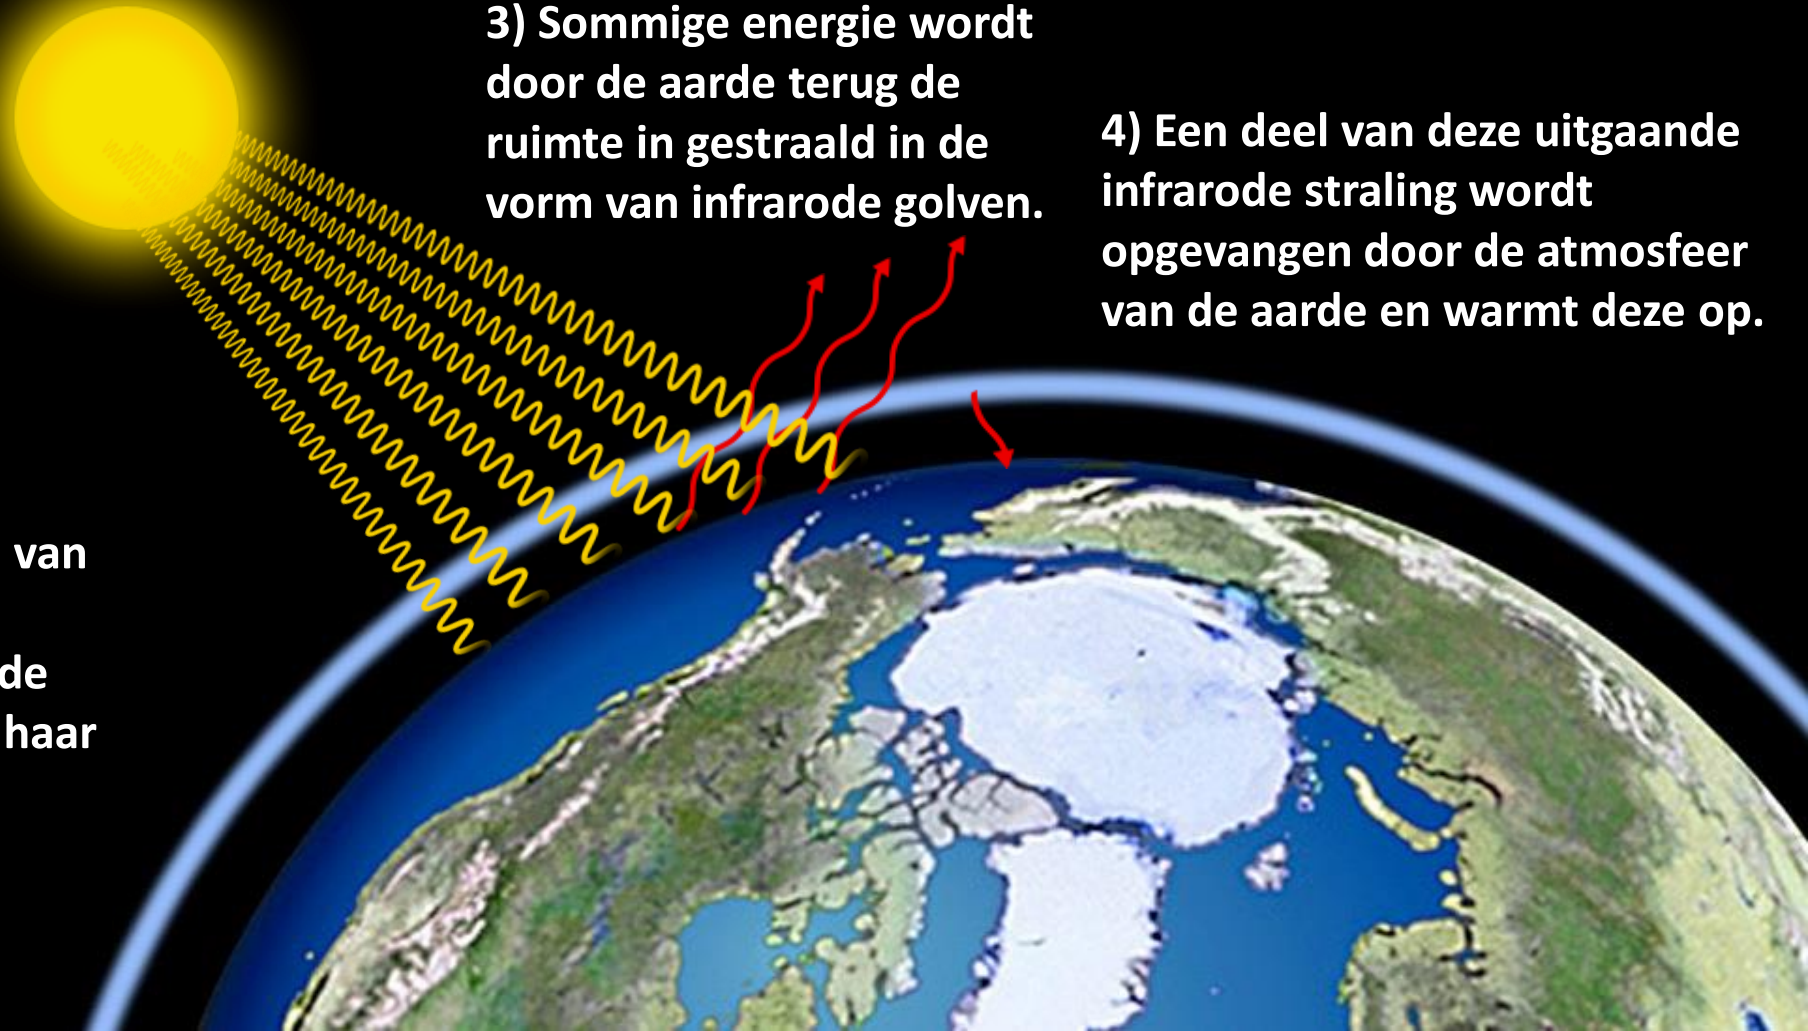 3) Sommige energie wordt
door de aarde terug de
ruimte in gestraald in de
vorm van infrarode golven.
4) Een deel van deze uitgaande
infrarode straling wordt
opgevangen door de atmosfeer
van de aarde en warmt deze op.
van
de
haar